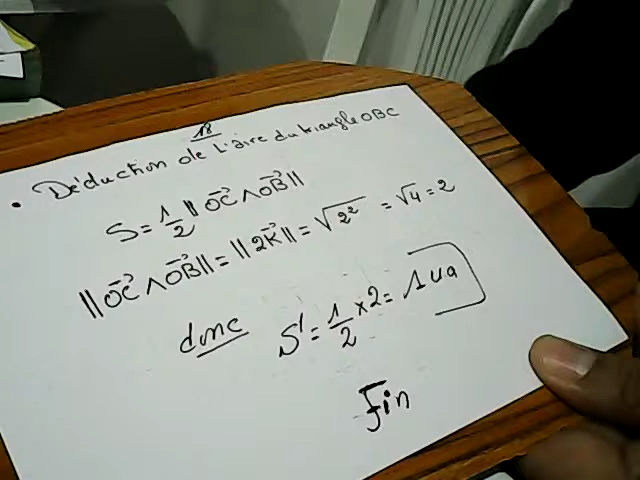 18
• Déduction de l'aire du triangle OBC
S = 1/2 || OC⃗ ∧ OB⃗ ||
|| OC⃗ ∧ OB⃗ || = || 2K⃗ || = √2² = √4 = 2
donc S = 1/2 × 2 = 1 ua
Fin